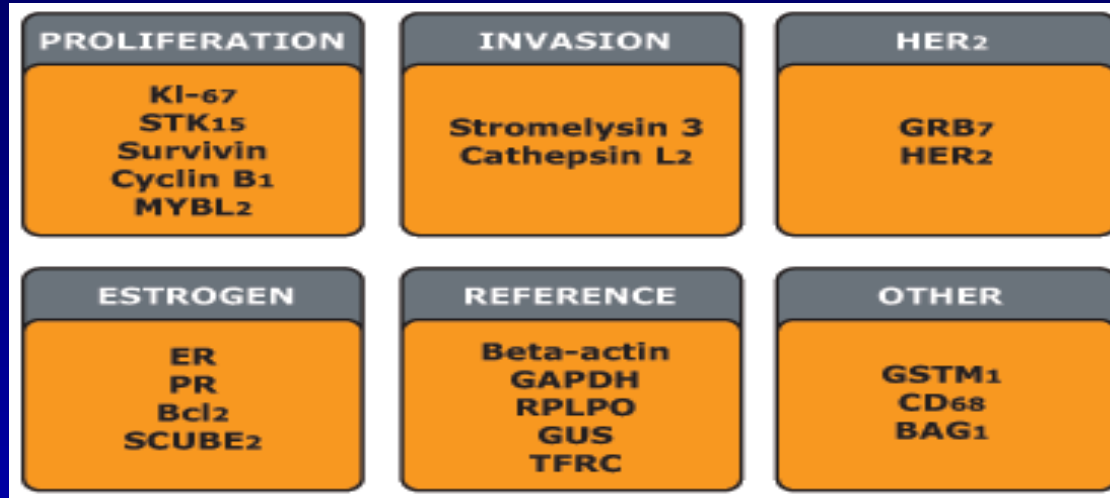 PROLIFERATION
KI-67
STK15
Survivin
Cyclin B1
MYBL2
INVASION
Stromelysin 3
Cathepsin L2
HER2
GRB7
HER2
ESTROGEN
ER
PR
Bcl2
SCUBE2
REFERENCE
Beta-actin
GAPDH
RPLPO
GUS
TFRC
OTHER
GSTM1
CD68
BAG1